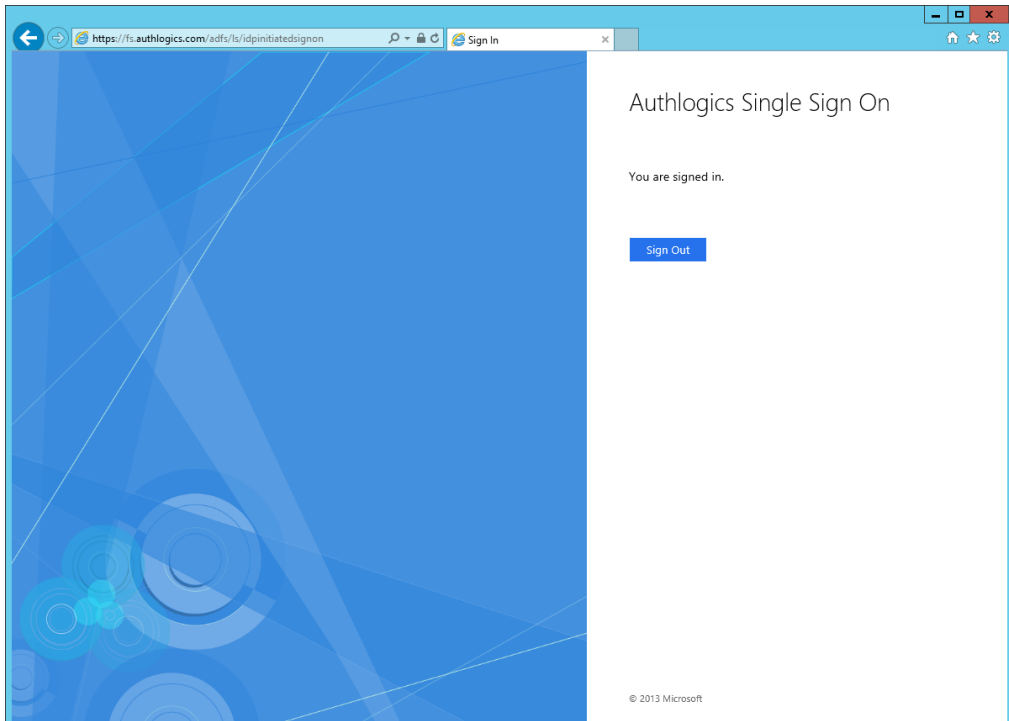 https://fs.authlogics.com/adfs/ls/idpinitiatedsignon
Sign In
Authlogics Single Sign On
You are signed in.
Sign Out
© 2013 Microsoft